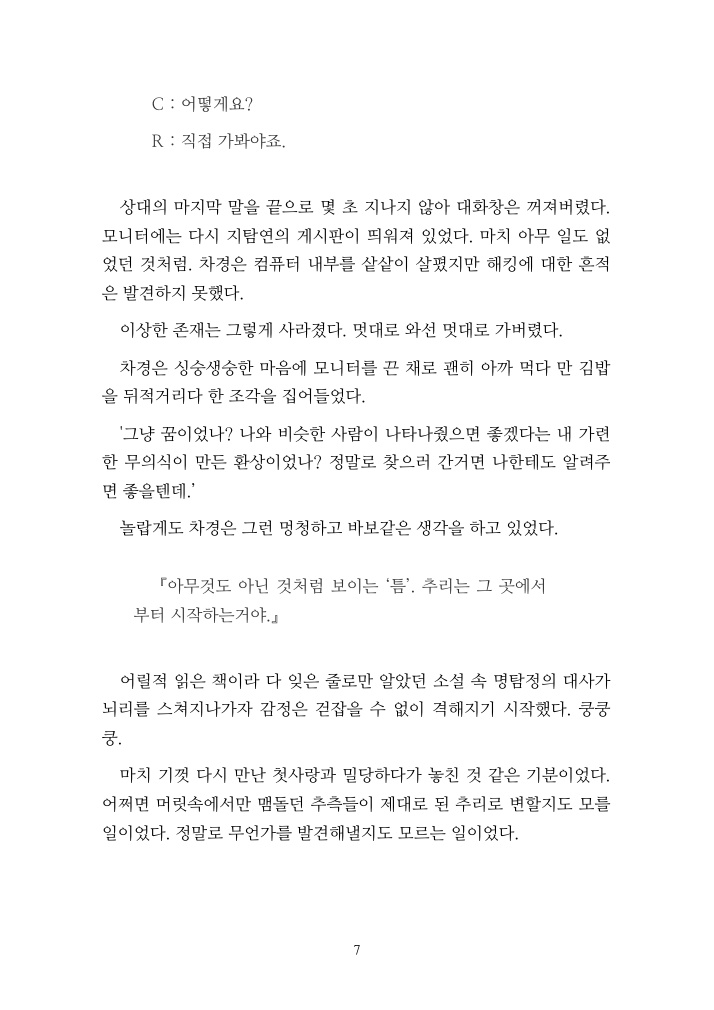 C : 어떻게요?
R : 직접 가봐야죠.
상대의 마지막 말을 끝으로 몇 초 지나지 않아 대화창은 꺼져버렸다.
모니터에는 다시 지탐연의 게시판이 띄워져 있었다. 마치 아무 일도 없
었던 것처럼. 차경은 컴퓨터 내부를 샅샅이 살폈지만 해킹에 대한 흔적
은 발견하지 못했다.
이상한 존재는 그렇게 사라졌다. 멋대로 와선 멋대로 가버렸다.
차경은 싱숭생숭한 마음에 모니터를 끈 채로 괜히 아까 먹다 만 김밥
을 뒤적거리다 한 조각을 집어들었다.
'그냥 꿈이었나? 나와 비슷한 사람이 나타나줬으면 좋겠다는 내 가련
한 무의식이 만든 환상이었나? 정말로 찾으러 간거면 나한테도 알려주
면 좋을텐데.’
놀랍게도 차경은 그런 멍청하고 바보같은 생각을 하고 있었다.
『아무것도 아닌 것처럼 보이는 ‘틈’. 추리는 그 곳에서
부터 시작하는거야.』
어릴적 읽은 책이라 다 잊은 줄로만 알았던 소설 속 명탐정의 대사가
뇌리를 스쳐지나가자 감정은 걷잡을 수 없이 격해지기 시작했다. 쿵쿵
쿵.
마치 기껏 다시 만난 첫사랑과 밀당하다가 놓친 것 같은 기분이었다.
어쩌면 머릿속에서만 맴돌던 추측들이 제대로 된 추리로 변할지도 모를
일이었다. 정말로 무언가를 발견해낼지도 모르는 일이었다.
7